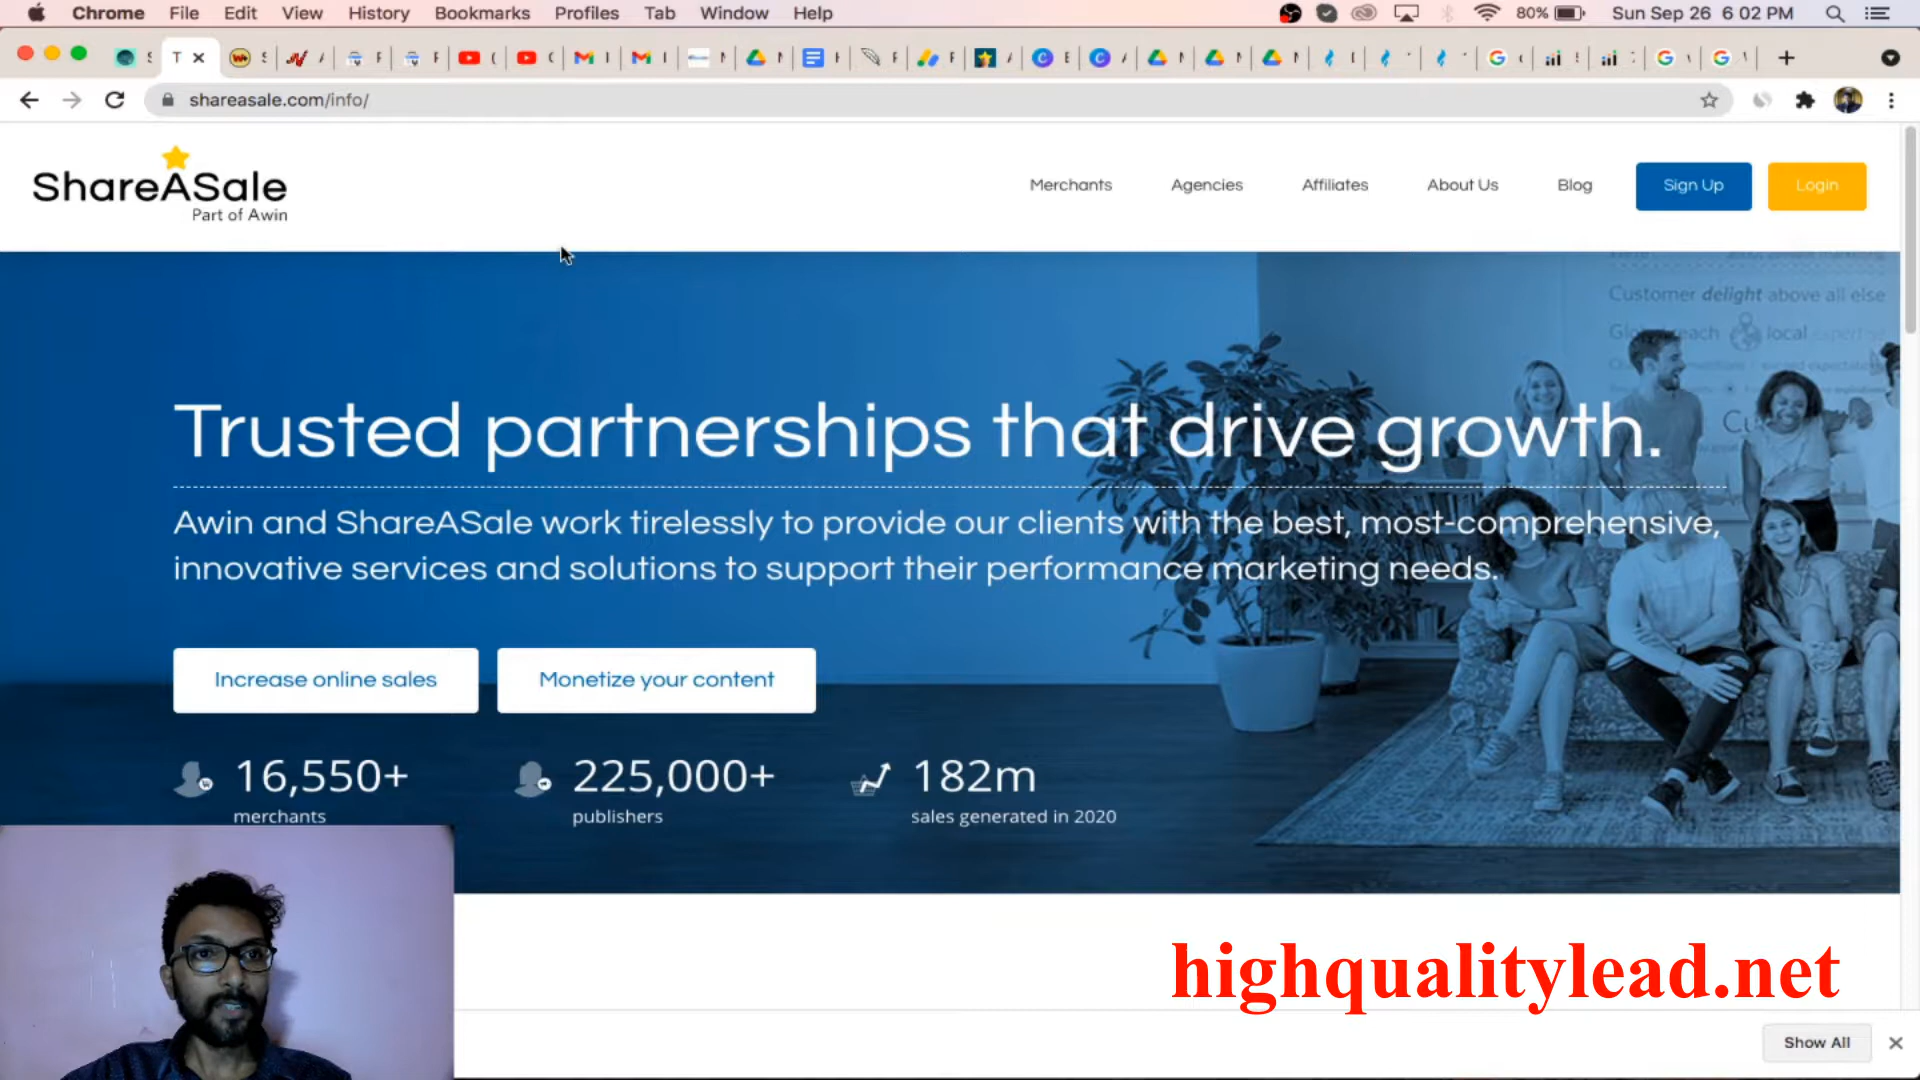 Chrome File Edit View History Bookmarks Profiles Tab Window Help 80% Sun Sep 26 6:02 PM
shareasale.com/info/
ShareASale
Part of Awin
Merchants Agencies Affiliates About Us Blog Sign Up Login
Customer delight above all else
local
Trusted partnerships that drive growth.
Awin and ShareASale work tirelessly to provide our clients with the best, most-comprehensive,
innovative services and solutions to support their performance marketing needs.
Increase online sales Monetize your content
16,550+ 225,000+ 182m
merchants publishers sales generated in 2020
highqualitylead.net
Show All